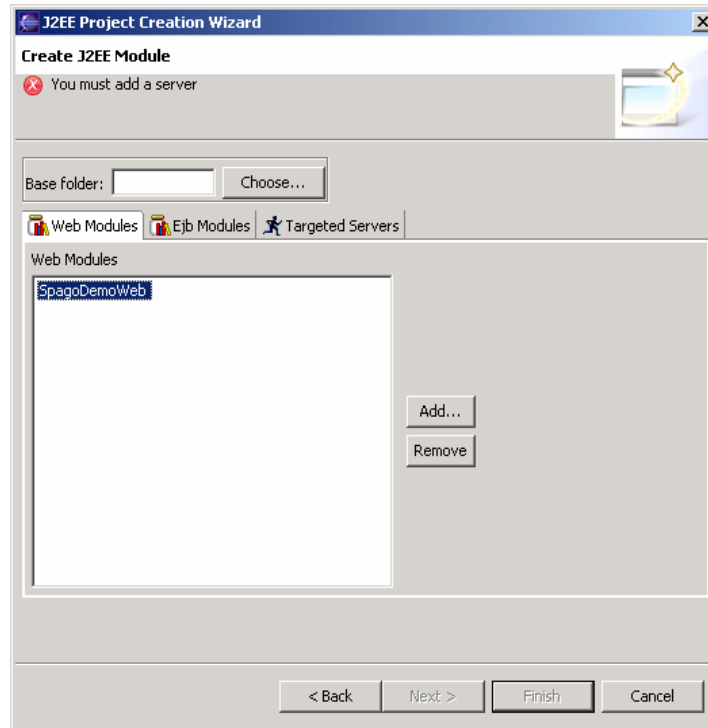 J2EE Project Creation Wizard
Create J2EE Module
You must add a server
Base folder: Choose...
Web Modules Ejb Modules Targeted Servers
Web Modules
SpagoDemoWeb
Add...
Remove
< Back Next > Finish Cancel